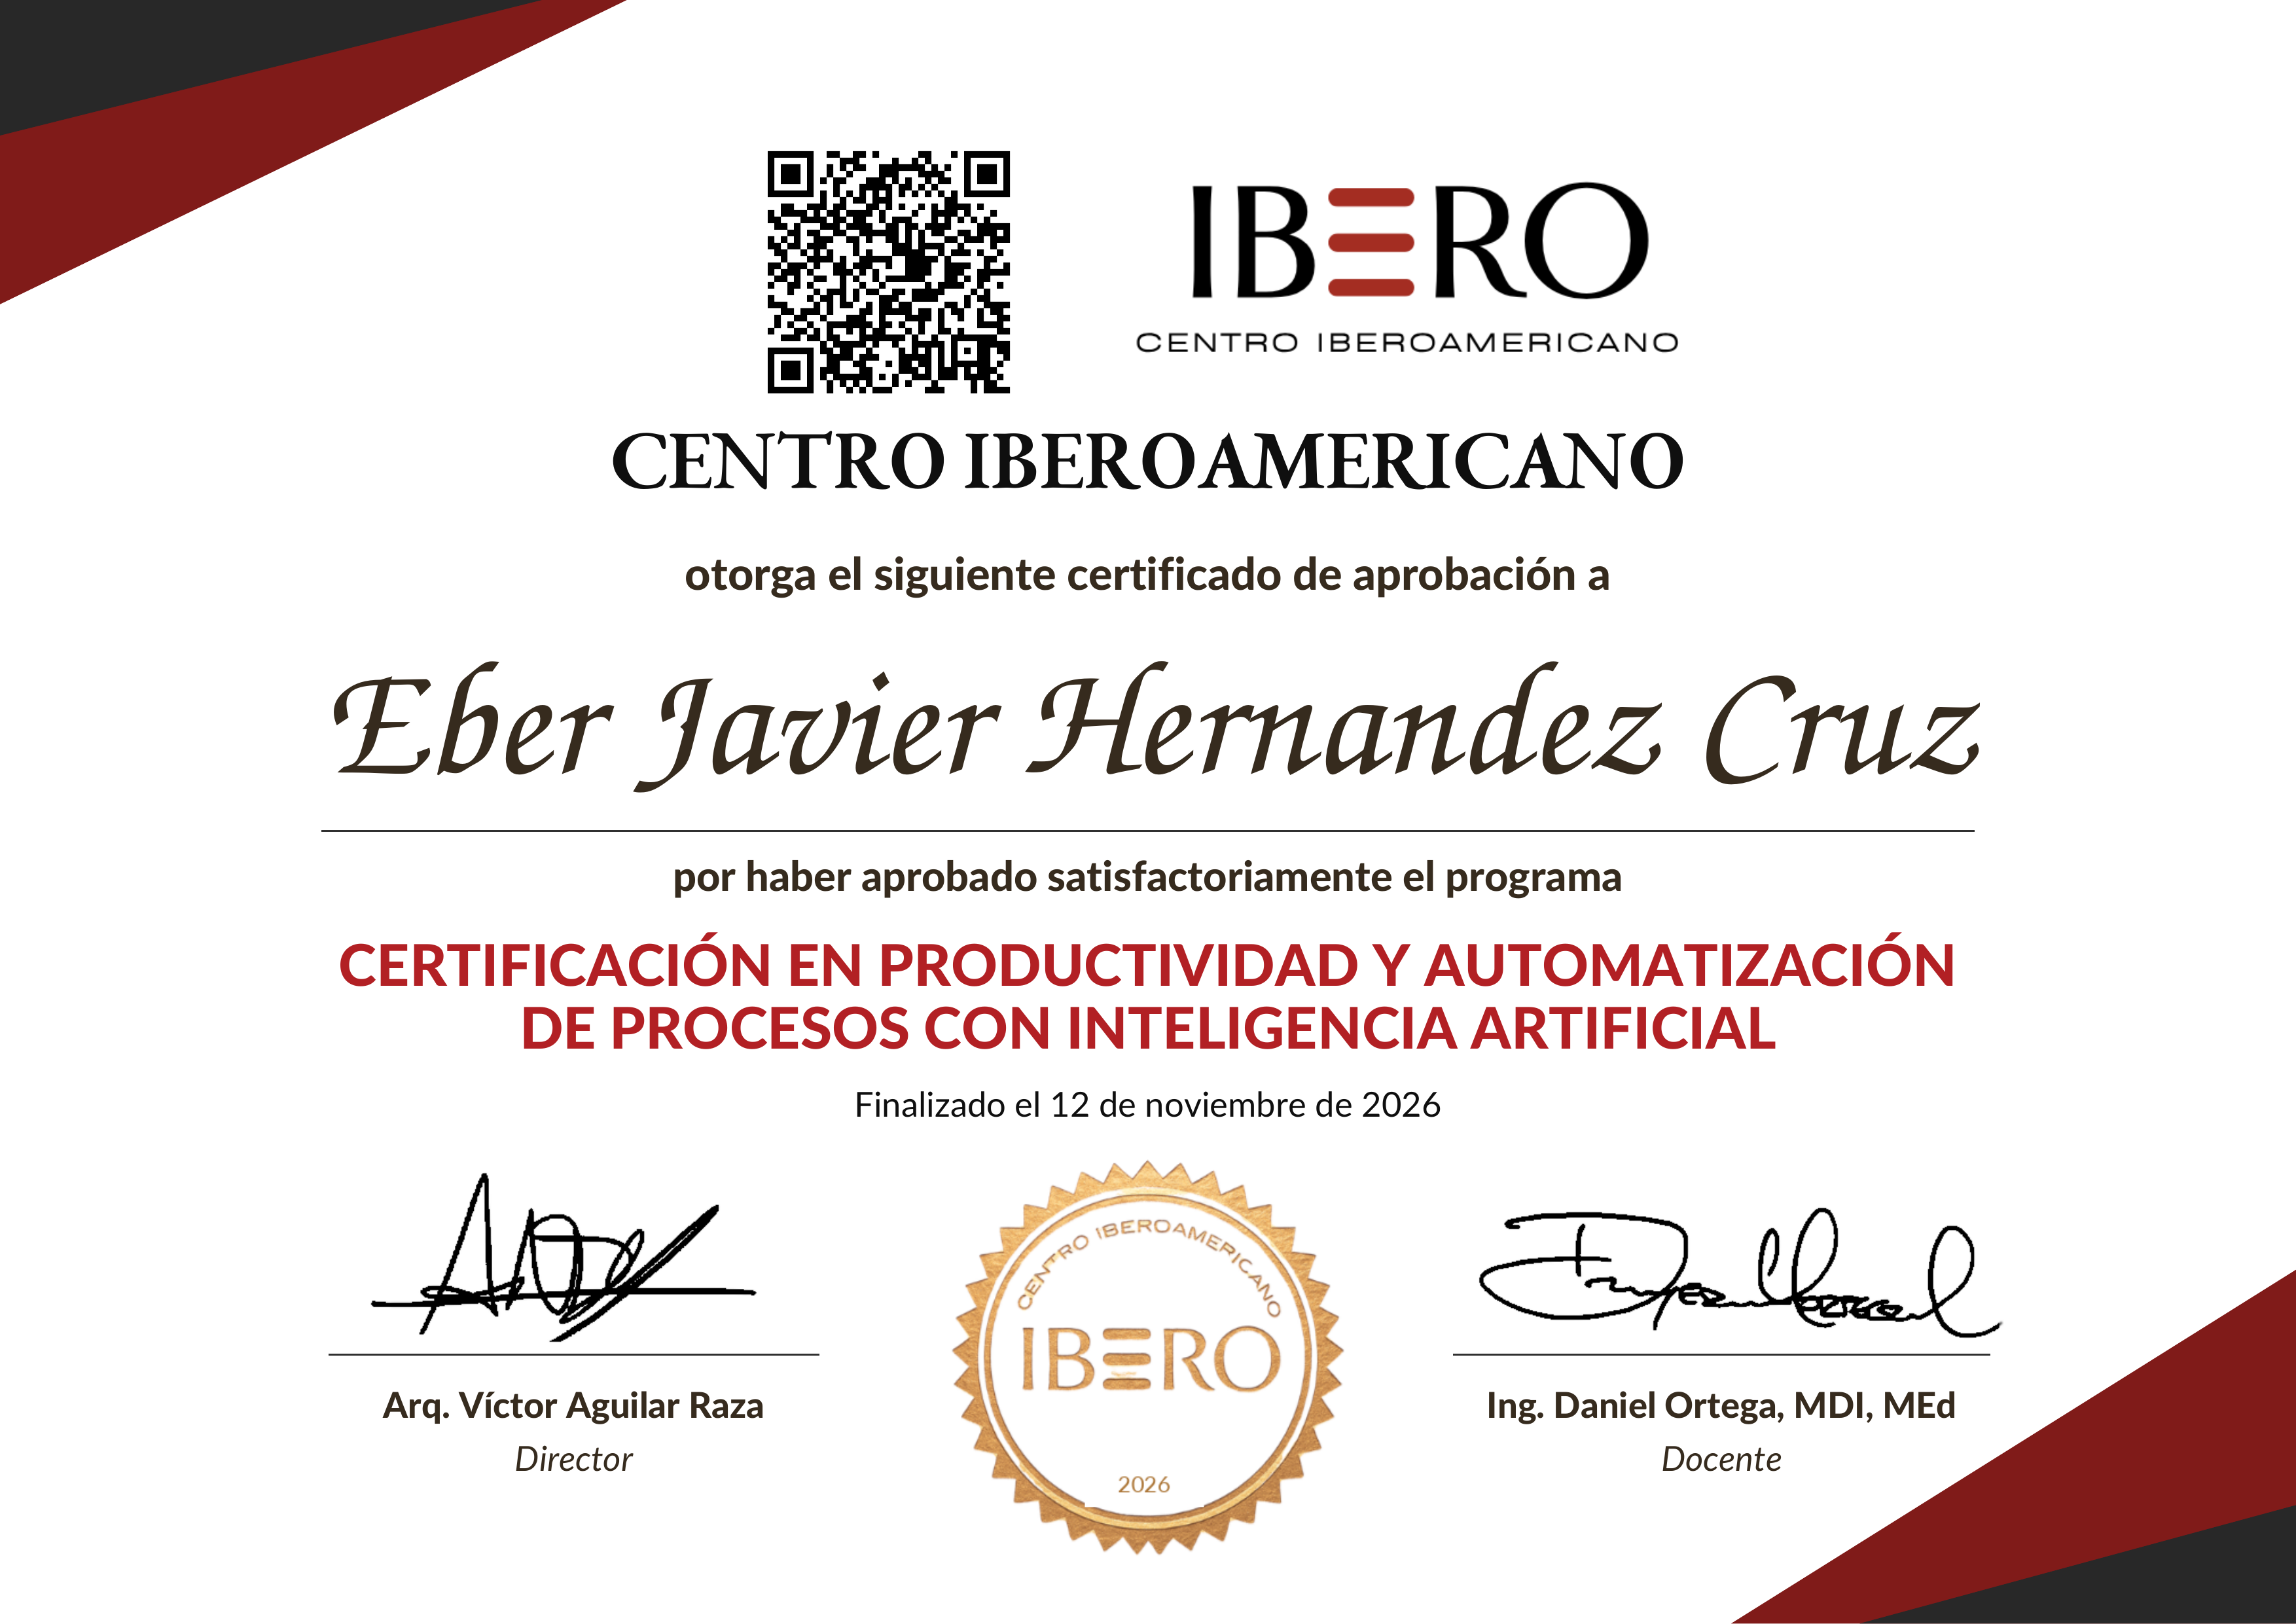 IBERO
CENTRO IBEROAMERICANO
CENTRO IBEROAMERICANO
otorga el siguiente certificado de aprobación a
Eber Javier Hernandez Cruz
por haber aprobado satisfactoriamente el programa
CERTIFICACIÓN EN PRODUCTIVIDAD Y AUTOMATIZACIÓN
DE PROCESOS CON INTELIGENCIA ARTIFICIAL
Finalizado el 12 de noviembre de 2026
CENTRO IBEROAMERICANO
IBERO
2026
Arq. Víctor Aguilar Raza
Director
Ing. Daniel Ortega, MDI, MEd
Docente